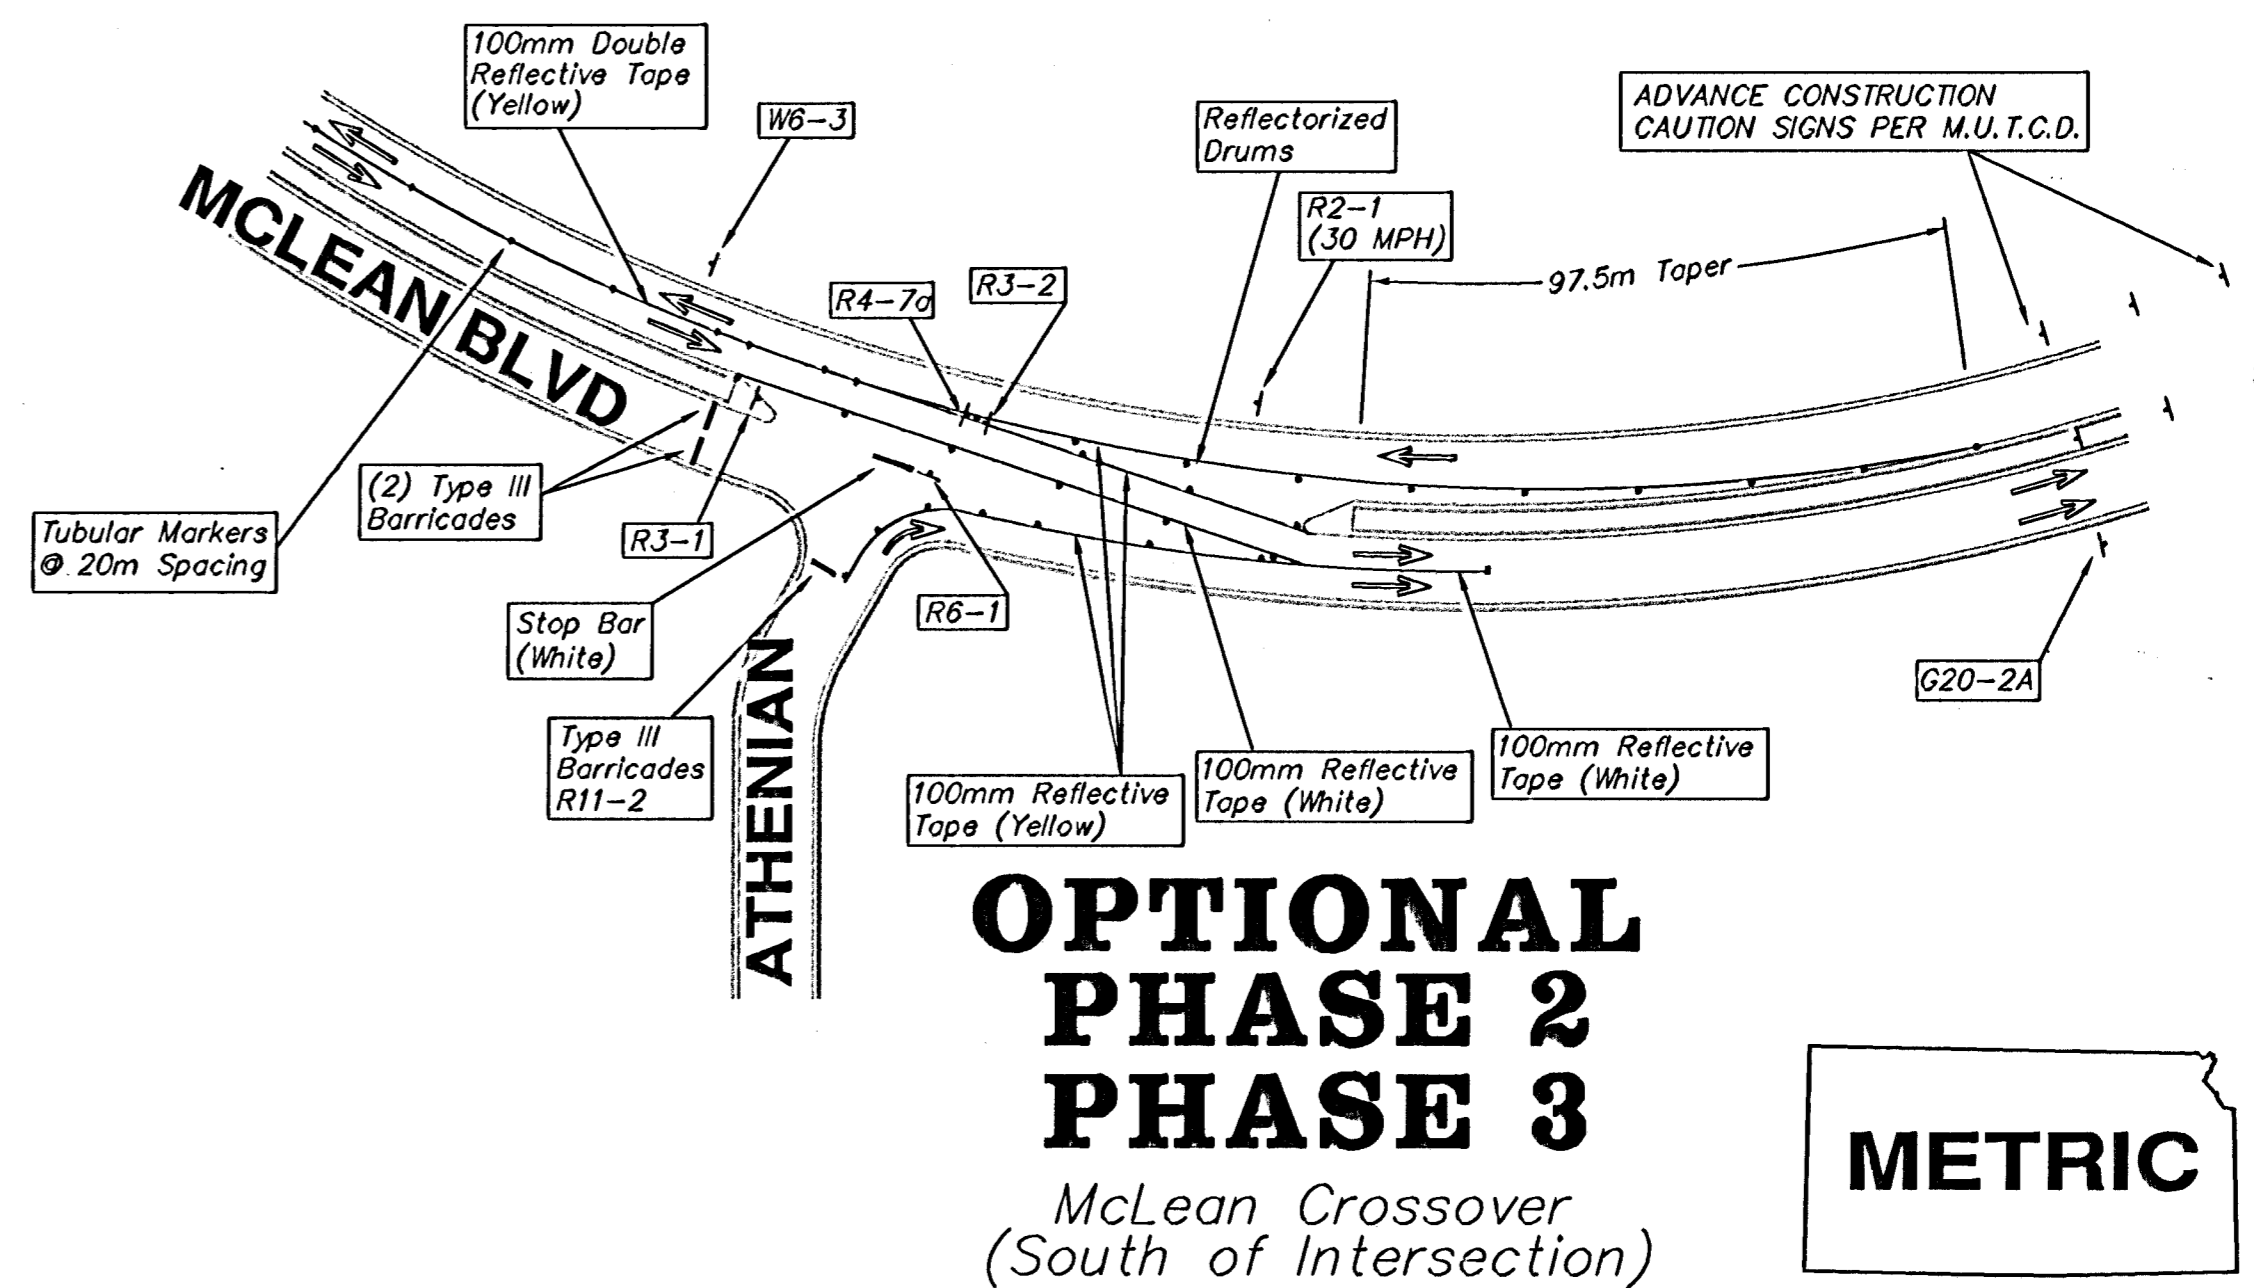 100mm Double
Reflective Tape
(Yellow)
W6-3
Reflectorized
Drums
ADVANCE CONSTRUCTION
CAUTION SIGNS PER M.U.T.C.D.
R2-1
(30 MPH)
97.5m Taper
R4-7a
R3-2
MCLEAN BLVD
(2) Type III
Barricades
R3-1
Tubular Markers
@ 20m Spacing
Stop Bar
(White)
R6-1
G20-2A
Type III
Barricades
R11-2
ATHENIAN
100mm Reflective
Tape (Yellow)
100mm Reflective
Tape (White)
100mm Reflective
Tape (White)
OPTIONAL
PHASE 2
PHASE 3
McLean Crossover
(South of Intersection)
METRIC